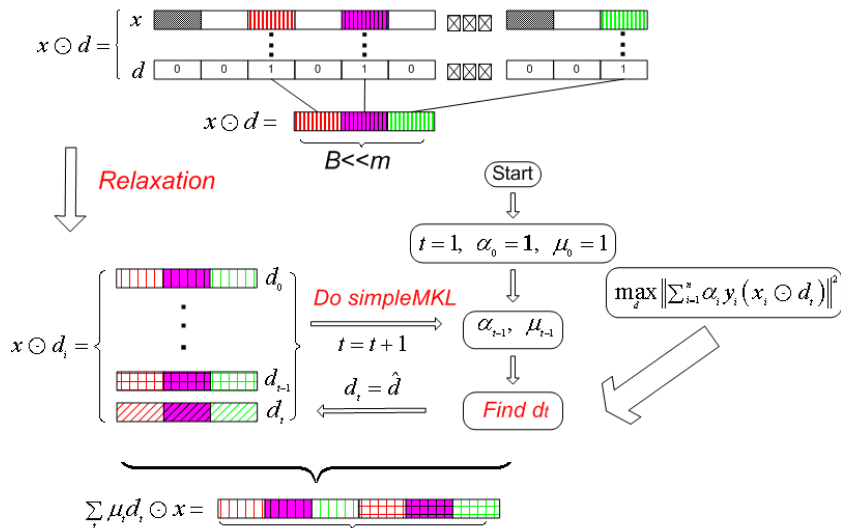 x
x ⊙ d =
d 0 0 1 0 1 0 0 0 1
x ⊙ d =
B<<m
Relaxation
Start
t = 1, α₀ = 1, μ₀ = 1
d₀
Do simpleMKL
max_d ‖∑ⁿᵢ₌₁ αᵢ yᵢ (xᵢ ⊙ dₜ)‖²
x ⊙ dᵢ =
t = t + 1
αₜ₋₁, μₜ₋₁
dₜ₋₁
dₜ = d̂
Find dt
dₜ
∑ μₜdₜ ⊙ x =